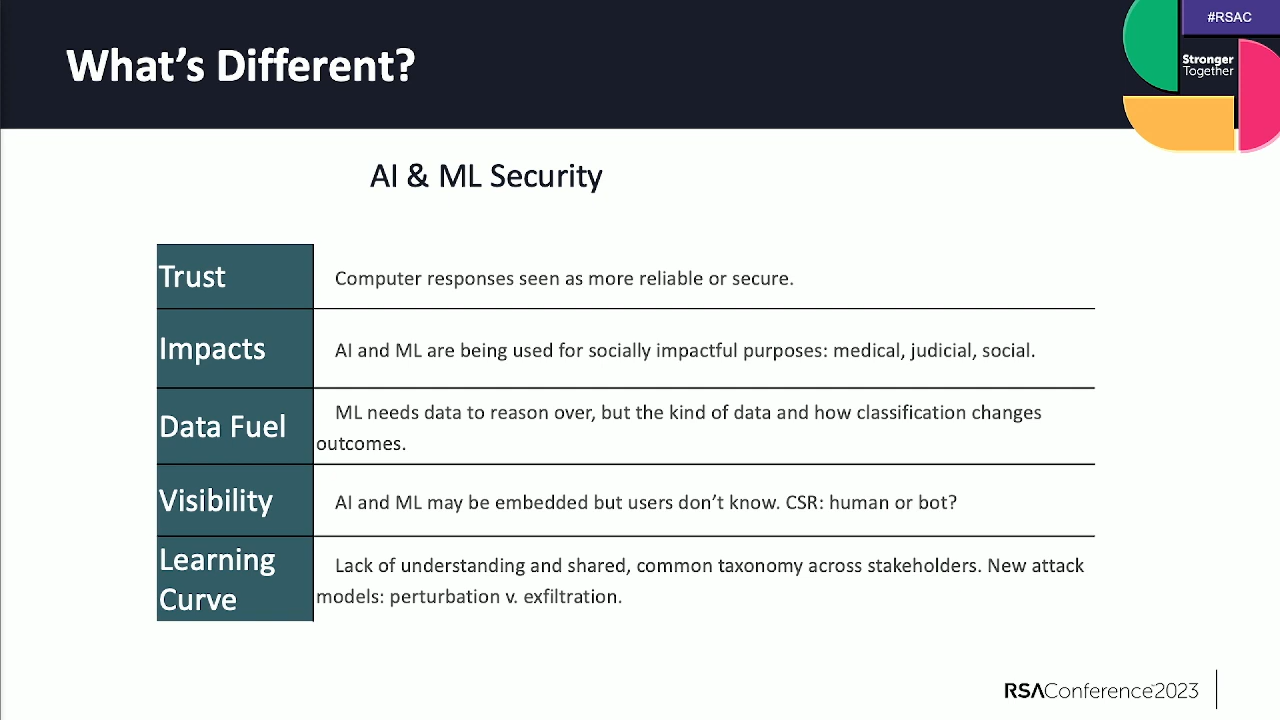 What's Different?
#RSAC
Stronger
Together
AI & ML Security
Trust
Computer responses seen as more reliable or secure.
Impacts
AI and ML are being used for socially impactful purposes: medical, judicial, social.
Data Fuel
ML needs data to reason over, but the kind of data and how classification changes
outcomes.
Visibility
AI and ML may be embedded but users don't know. CSR: human or bot?
Learning
Curve
Lack of understanding and shared, common taxonomy across stakeholders. New attack
models: perturbation v. exfiltration.
RSAConference™2023